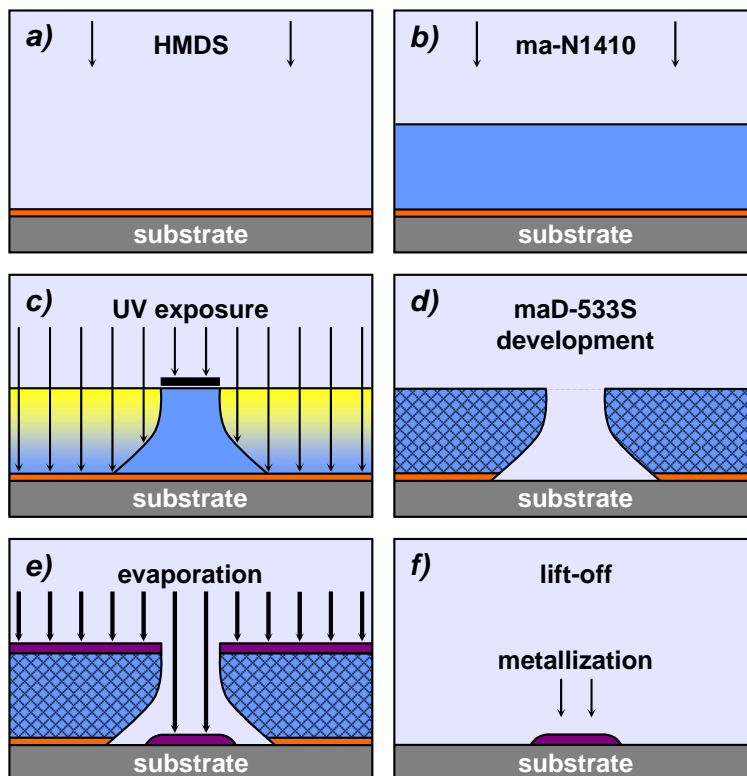 a)
HMDS
substrate
b)
ma-N1410
substrate
c)
UV exposure
substrate
d)
maD-533S
development
substrate
e)
evaporation
substrate
f)
lift-off
metallization
substrate